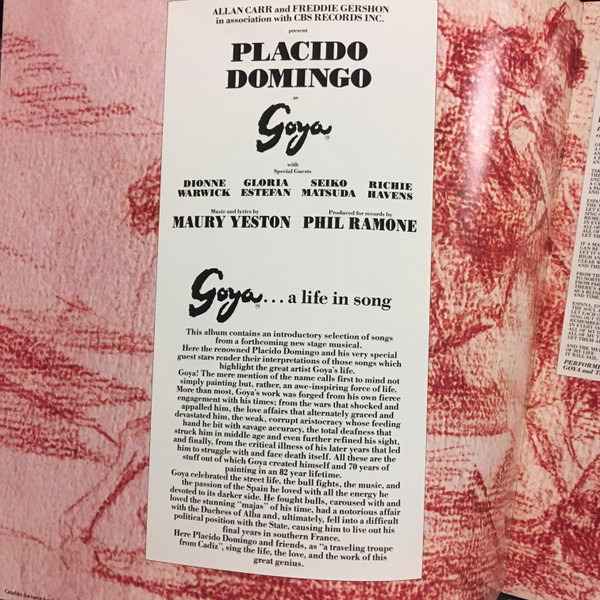 ALLAN CARR and FREDDIE GERSHON
in association with CBS RECORDS INC.
present
PLACIDO
DOMINGO
as
Goya
with
Special Guests
DIONNE WARWICK
GLORIA ESTEFAN
SEIKO MATSUDA
RICHIE HAVENS
Music and lyrics by
MAURY YESTON
Produced for records by
PHIL RAMONE
Goya... a life in song
This album contains an introductory selection of songs
from a forthcoming new stage musical.
Here the renowned Placido Domingo and his very special
guest stars render their interpretations of those songs which
highlight the great artist Goya's life.
Goya! The mere mention of the name calls first to mind not
simply painting but, rather, an awe-inspiring force of life.
More than most, Goya's work was forged from his own fierce
engagement with his times; from the wars that shocked and
appalled him, the love affairs that alternately graced and
devastated him, the weak, corrupt aristocracy whose feeding
hand he bit with savage accuracy, the total deafness that
struck him in middle age and even further refined his sight,
and finally, from the critical illness of his later years that led
him to struggle with and face death itself. All these are the
stuff out of which Goya created himself and 70 years of
painting in an 82 year lifetime.
Goya celebrated the street life, the bull fights, the music, and
the passion of the Spain he loved with all the energy he
devoted to its darker side. He fought bulls, caroused with and
loved the stunning "majas" of his time, had a notorious affair
with the Duchess of Alba and, ultimately, fell into a difficult
political position with the State, causing him to live out his
final years in southern France.
Here Placido Domingo and friends, as "a traveling troupe
from Cadiz", sing the life, the love, and the work of this
great genius.